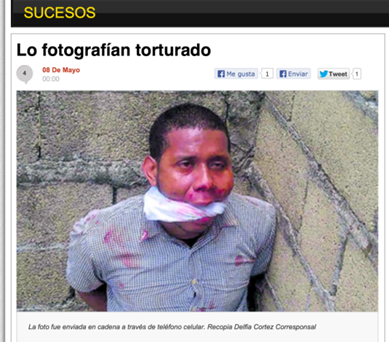 SUCESOS
Lo fotografían torturado
4
08 De Mayo
00:00
Me gusta 1 Enviar Tweet 1
La foto fue enviada en cadena a través de teléfono celular. Recopia Delfia Cortez Corresponsal